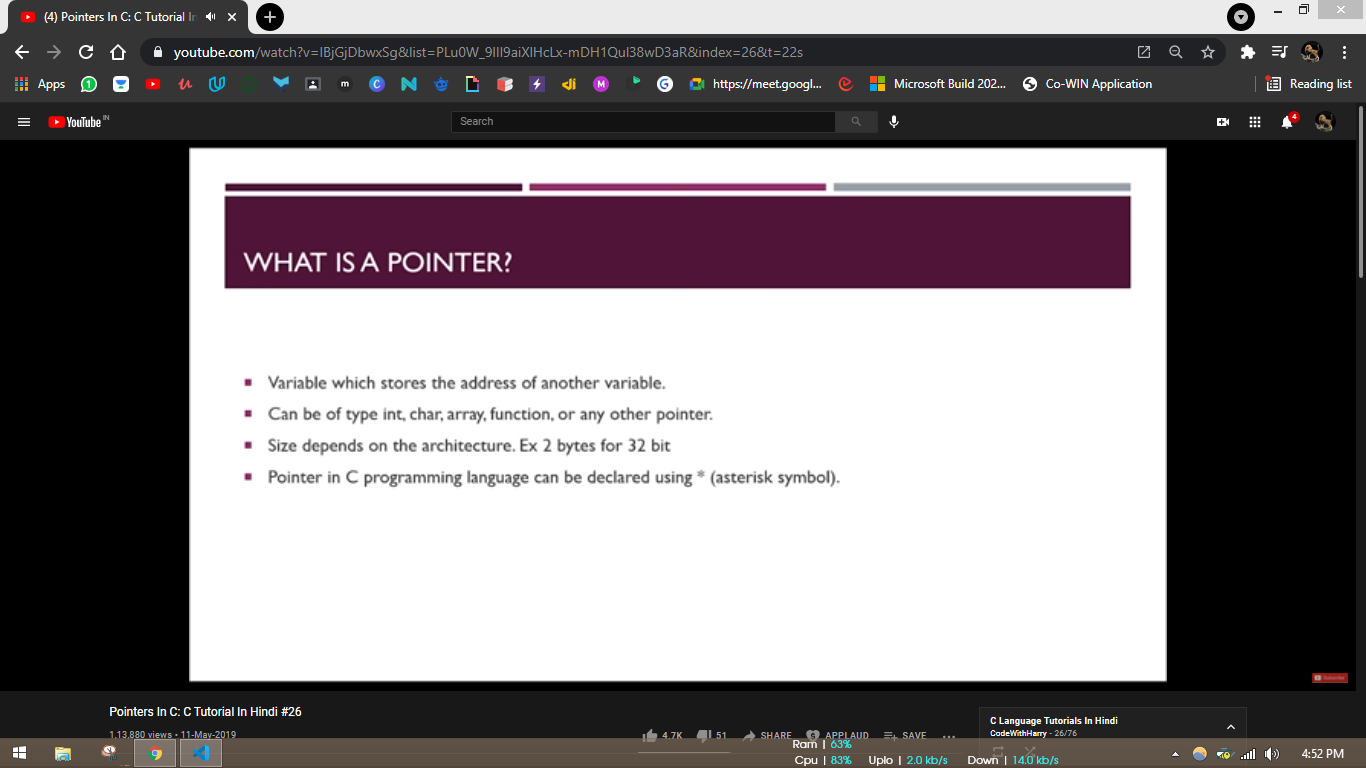 (4) Pointers In C: C Tutorial In
youtube.com/watch?v=IBjGjDbwxSg&list=PLu0W_9lII9aiXlHcLx-mDH1QuI38wD3aR&index=26&t=22s
Apps
https://meet.googl...
Microsoft Build 202...
Co-WIN Application
Reading list
YouTube IN
Search
4
WHAT IS A POINTER?
Variable which stores the address of another variable.
Can be of type int, char, array, function, or any other pointer.
Size depends on the architecture. Ex 2 bytes for 32 bit
Pointer in C programming language can be declared using * (asterisk symbol).
Subscribe
Pointers In C: C Tutorial In Hindi #26
1,13,880 views • 11-May-2019
4.7K
51
SHARE
APPLAUD
SAVE
C Language Tutorials In Hindi
CodeWithHarry - 26/76
Ram | 63%
Cpu | 83% Uplo | 2.0 kb/s Down | 14.0 kb/s
4:52 PM